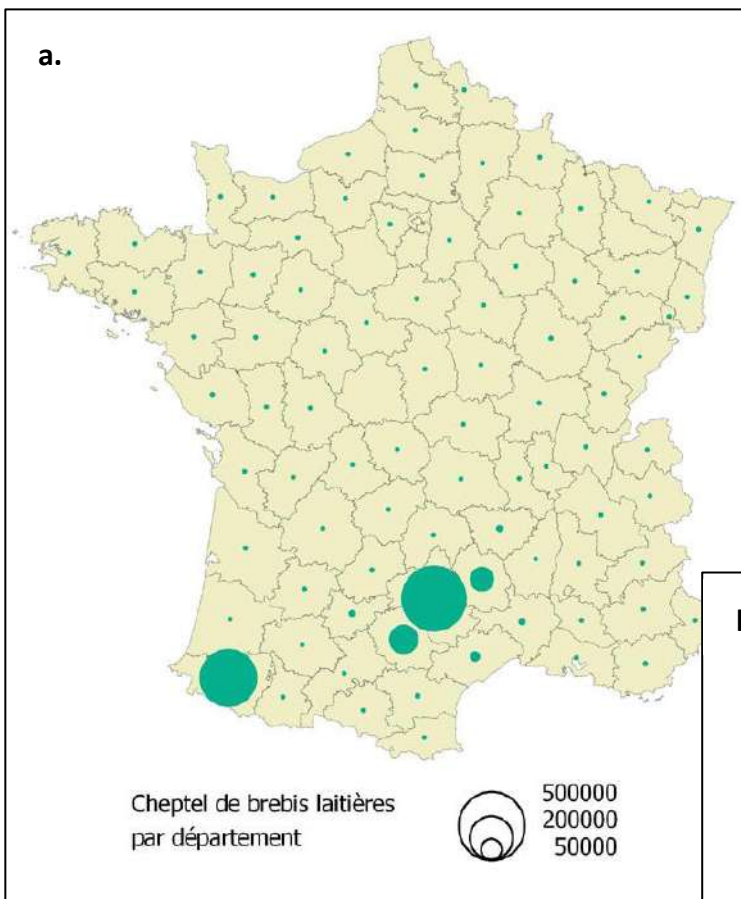 a.
Cheptel de brebis laitières
par département
500000
200000
50000